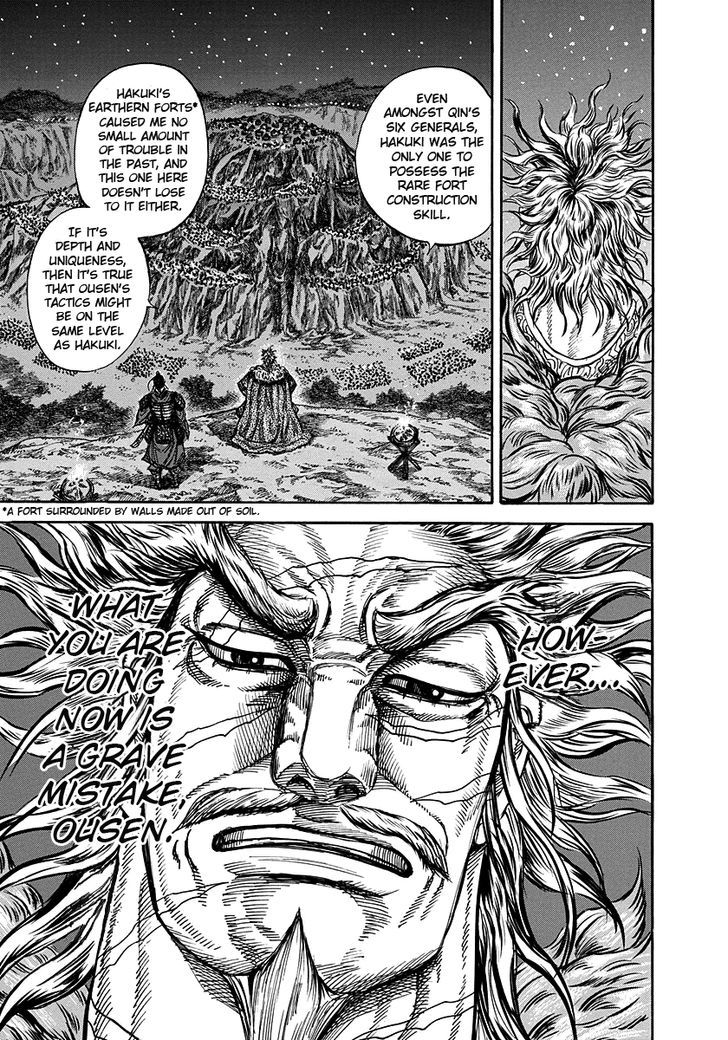 EVEN
AMONGST QIN'S
SIX GENERALS,
HAKUKI WAS THE
ONLY ONE TO
POSSESS THE
RARE FORT
CONSTRUCTION
SKILL.
HAKUKI'S
EARTHERN FORTS*
CAUSED ME NO
SMALL AMOUNT
OF TROUBLE IN
THE PAST, AND
THIS ONE HERE
DOESN'T LOSE
TO IT EITHER.
IF IT'S
DEPTH AND
UNIQUENESS,
THEN IT'S TRUE
THAT OUSEN'S
TACTICS MIGHT
BE ON THE
SAME LEVEL
AS HAKUKI.
*A FORT SURROUNDED BY WALLS MADE OUT OF SOIL.
HOW-
EVER...
WHAT
YOU ARE
DOING
NOW IS
A GRAVE
MISTAKE,
OUSEN.